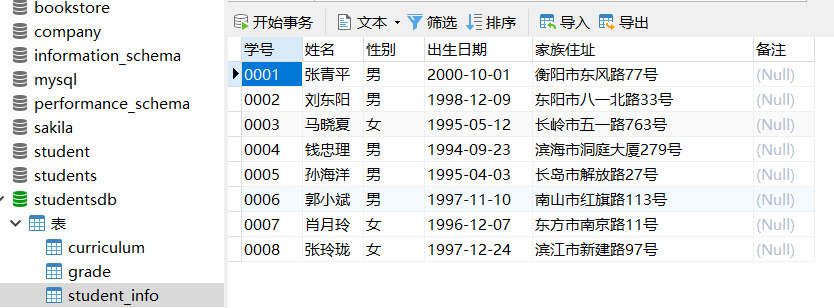 bookstore
company
information_schema
mysql
performance_schema
sakila
student
students
studentsdb
表
curriculum
grade
student_info
开始事务 文本 筛选 排序 导入 导出
学号 姓名 性别 出生日期 家族住址 备注
0001 张青平 男 2000-10-01 衡阳市东风路77号 (Null)
0002 刘东阳 男 1998-12-09 东阳市八一北路33号 (Null)
0003 马晓夏 女 1995-05-12 长岭市五一路763号 (Null)
0004 钱忠理 男 1994-09-23 滨海市洞庭大厦279号 (Null)
0005 孙海洋 男 1995-04-03 长岛市解放路27号 (Null)
0006 郭小斌 男 1997-11-10 南山市红旗路113号 (Null)
0007 肖月玲 女 1996-12-07 东方市南京路11号 (Null)
0008 张玲珑 女 1997-12-24 滨江市新建路97号 (Null)